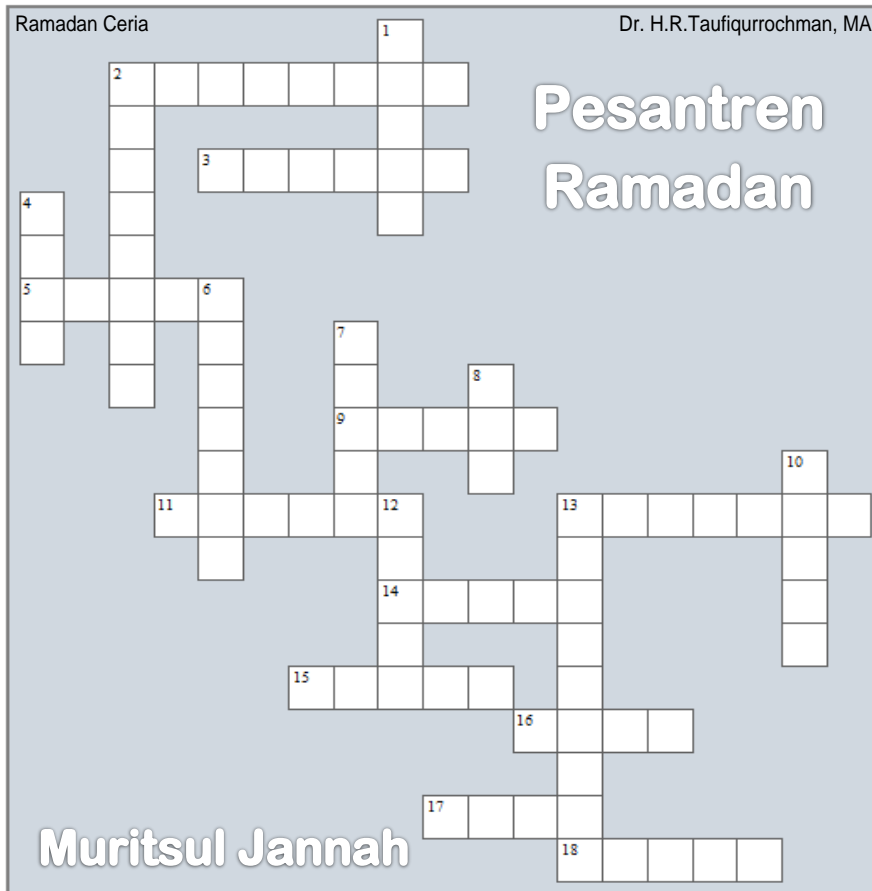 Ramadan Ceria Dr. H.R.Taufiqurrochman, MA
1
2
Pesantren
3
Ramadan
4
5 6
7
8
9
10
11 12 13
14
15
16
17
Muritsul Jannah
18